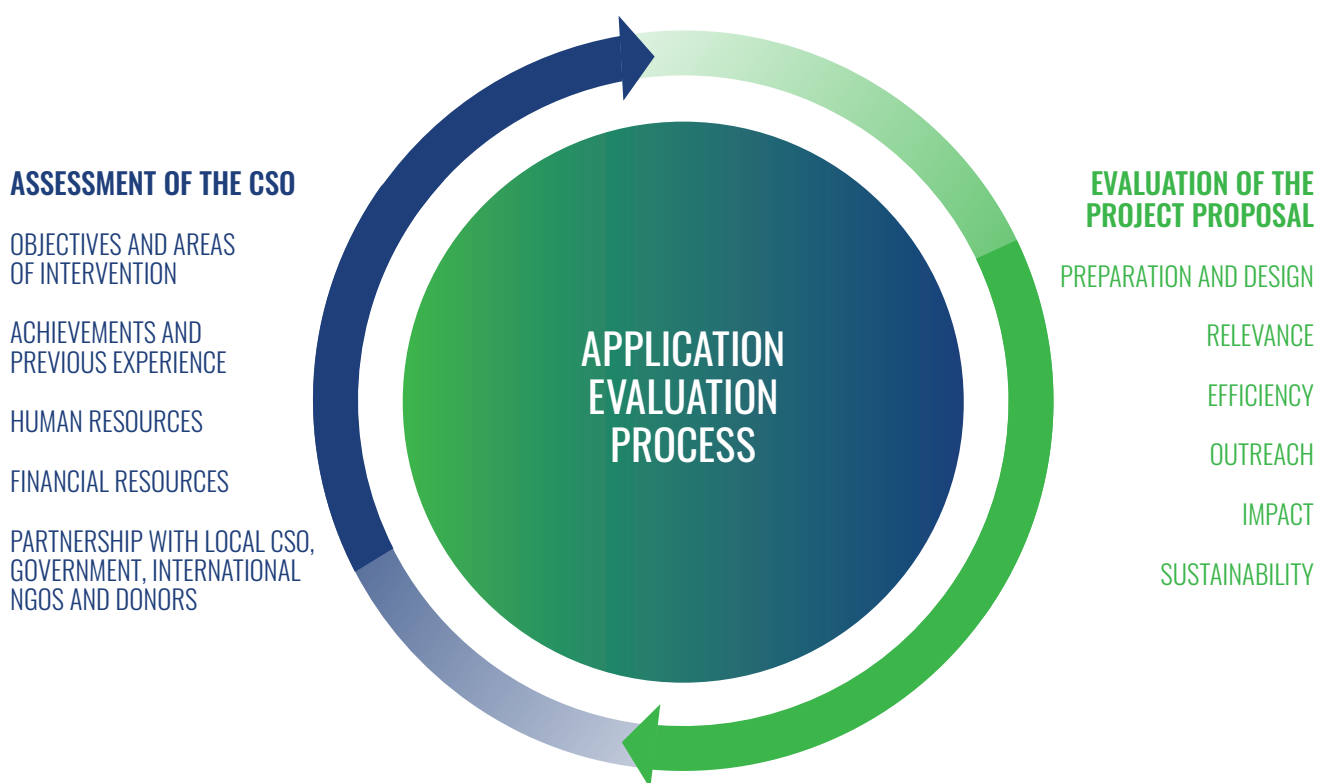 ASSESSMENT OF THE CSO
OBJECTIVES AND AREAS
OF INTERVENTION
ACHIEVEMENTS AND
PREVIOUS EXPERIENCE
HUMAN RESOURCES
FINANCIAL RESOURCES
PARTNERSHIP WITH LOCAL CSO,
GOVERNMENT, INTERNATIONAL
NGOS AND DONORS
APPLICATION
EVALUATION
PROCESS
EVALUATION OF THE
PROJECT PROPOSAL
PREPARATION AND DESIGN
RELEVANCE
EFFICIENCY
OUTREACH
IMPACT
SUSTAINABILITY